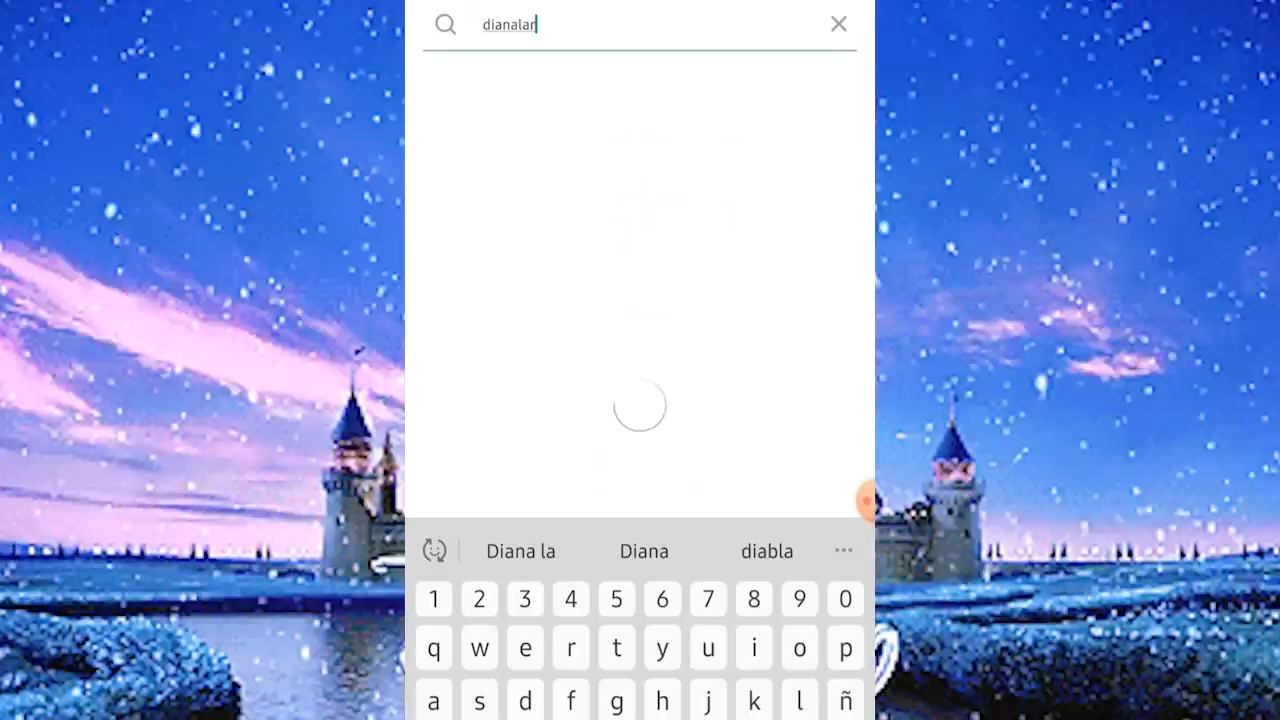 dianalar
Diana la Diana diabla
1 2 3 4 5 6 7 8 9 0
q w e r t y u i o p
a s d f g h j k l ñ